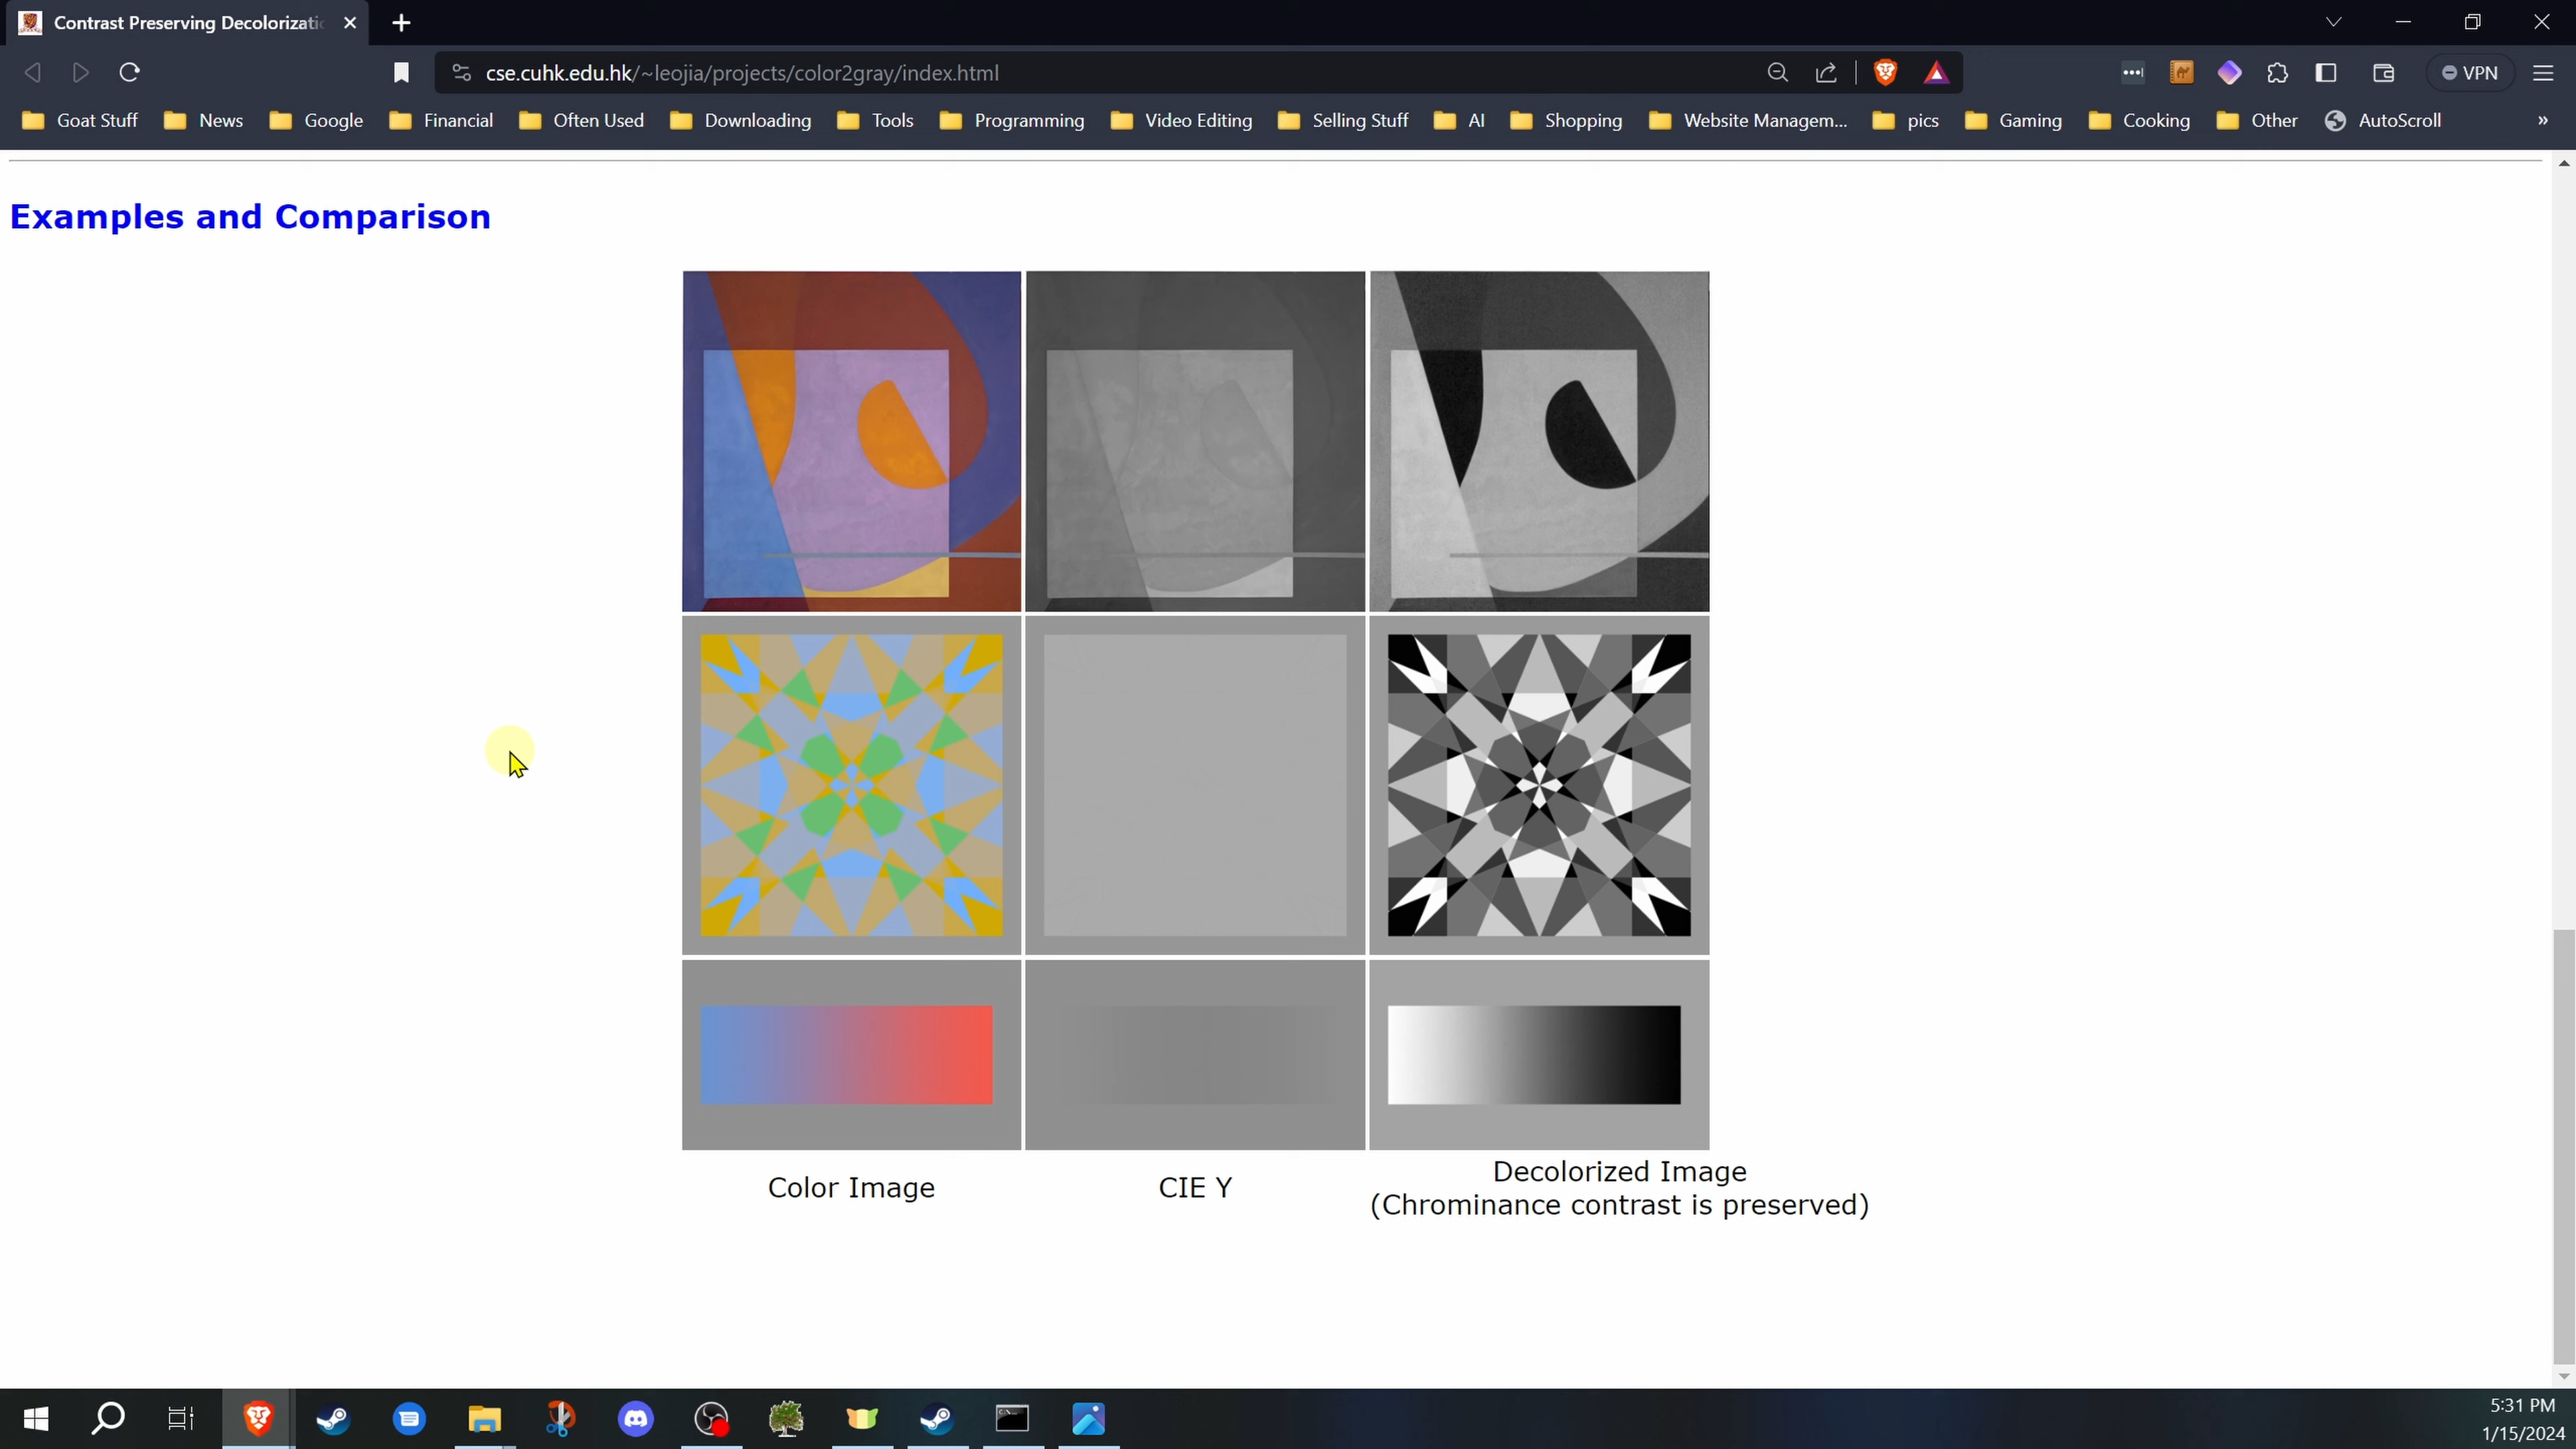 Contrast Preserving Decolorizati
cse.cuhk.edu.hk/~leojia/projects/color2gray/index.html
VPN
Goat Stuff
News
Google
Financial
Often Used
Downloading
Tools
Programming
Video Editing
Selling Stuff
AI
Shopping
Website Managem...
pics
Gaming
Cooking
Other
AutoScroll
»
Examples and Comparison
Color Image
CIE Y
Decolorized Image
(Chrominance contrast is preserved)
5:31 PM
1/15/2024